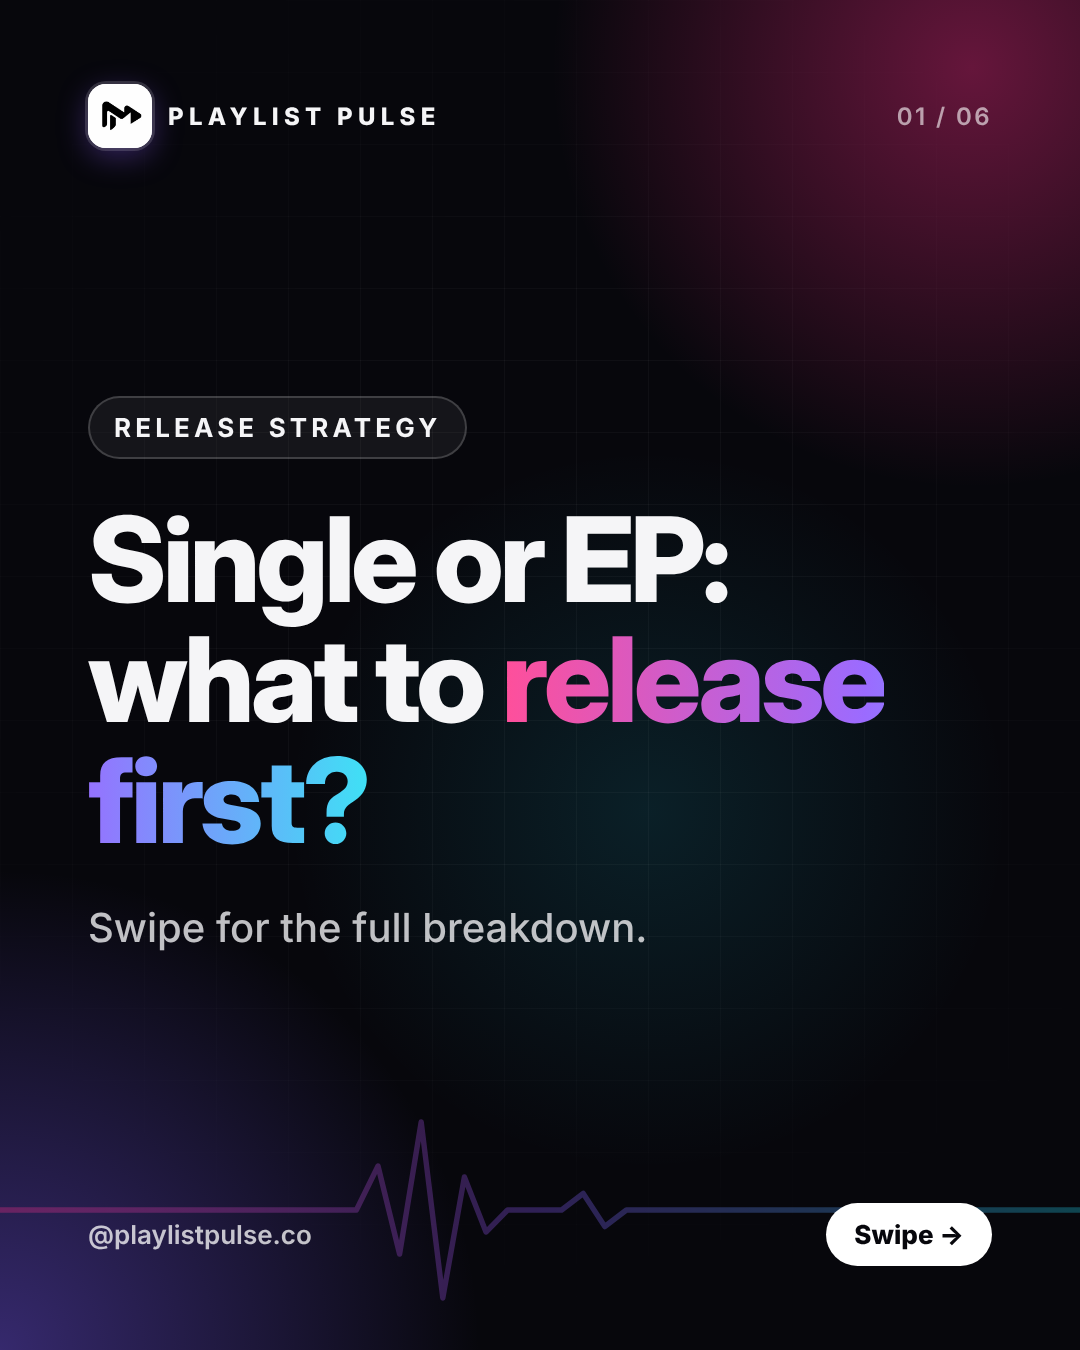 PLAYLIST PULSE
01 / 06
RELEASE STRATEGY
Single or EP:
what to release
first?
Swipe for the full breakdown.
@playlistpulse.co
Swipe →